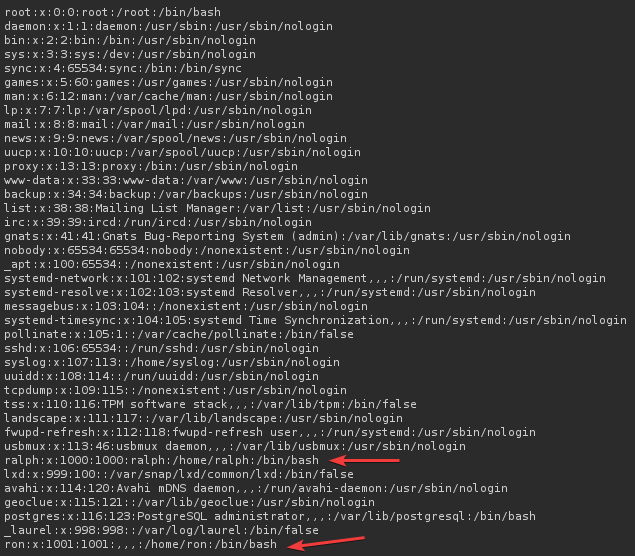 root:x:0:0:root:/root:/bin/bash
daemon:x:1:1:daemon:/usr/sbin:/usr/sbin/nologin
bin:x:2:2:bin:/bin:/usr/sbin/nologin
sys:x:3:3:sys:/dev:/usr/sbin/nologin
sync:x:4:65534:sync:/bin:/bin/sync
games:x:5:60:games:/usr/games:/usr/sbin/nologin
man:x:6:12:man:/var/cache/man:/usr/sbin/nologin
lp:x:7:7:lp:/var/spool/lpd:/usr/sbin/nologin
mail:x:8:8:mail:/var/mail:/usr/sbin/nologin
news:x:9:9:news:/var/spool/news:/usr/sbin/nologin
uucp:x:10:10:uucp:/var/spool/uucp:/usr/sbin/nologin
proxy:x:13:13:proxy:/bin:/usr/sbin/nologin
www-data:x:33:33:www-data:/var/www:/usr/sbin/nologin
backup:x:34:34:backup:/var/backups:/usr/sbin/nologin
list:x:38:38:Mailing List Manager:/var/list:/usr/sbin/nologin
irc:x:39:39:ircd:/run/ircd:/usr/sbin/nologin
gnats:x:41:41:Gnats Bug-Reporting System (admin):/var/lib/gnats:/usr/sbin/nologin
nobody:x:65534:65534:nobody:/nonexistent:/usr/sbin/nologin
_apt:x:100:65534::/nonexistent:/usr/sbin/nologin
systemd-network:x:101:102:systemd Network Management,,,:/run/systemd:/usr/sbin/nologin
systemd-resolve:x:102:103:systemd Resolver,,,:/run/systemd:/usr/sbin/nologin
messagebus:x:103:104::/nonexistent:/usr/sbin/nologin
systemd-timesync:x:104:105:systemd Time Synchronization,,,:/run/systemd:/usr/sbin/nologin
pollinate:x:105:1::/var/cache/pollinate:/bin/false
sshd:x:106:65534::/run/sshd:/usr/sbin/nologin
syslog:x:107:113::/home/syslog:/usr/sbin/nologin
uuidd:x:108:114::/run/uuidd:/usr/sbin/nologin
tcpdump:x:109:115::/nonexistent:/usr/sbin/nologin
tss:x:110:116:TPM software stack,,,:/var/lib/tpm:/bin/false
landscape:x:111:117::/var/lib/landscape:/usr/sbin/nologin
fwupd-refresh:x:112:118:fwupd-refresh user,,,:/run/systemd:/usr/sbin/nologin
usbmux:x:113:46:usbmux daemon,,,:/var/lib/usbmux:/usr/sbin/nologin
ralph:x:1000:1000:ralph:/home/ralph:/bin/bash
lxd:x:999:100::/var/snap/lxd/common/lxd:/bin/false
avahi:x:114:120:Avahi mDNS daemon,,,:/run/avahi-daemon:/usr/sbin/nologin
geoclue:x:115:121::/var/lib/geoclue:/usr/sbin/nologin
postgres:x:116:123:PostgreSQL administrator,,,:/var/lib/postgresql:/bin/bash
_laurel:x:998:998::/var/log/laurel:/bin/false
ron:x:1001:1001:,,,:/home/ron:/bin/bash